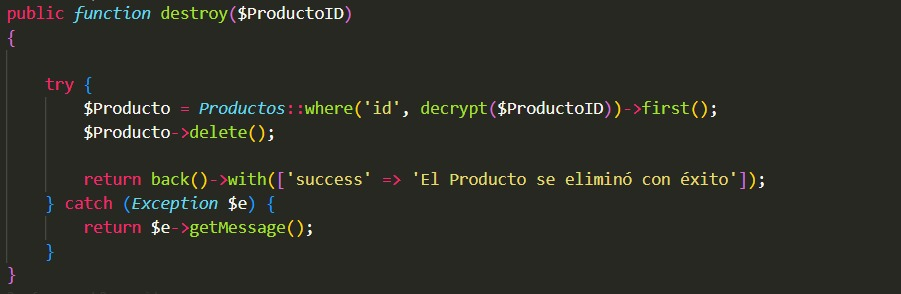 public function destroy($ProductoID)
{
try {
$Producto = Productos::where('id', decrypt($ProductoID))->first();
$Producto->delete();
return back()->with(['success' => 'El Producto se eliminó con éxito']);
} catch (Exception $e) {
return $e->getMessage();
}
}